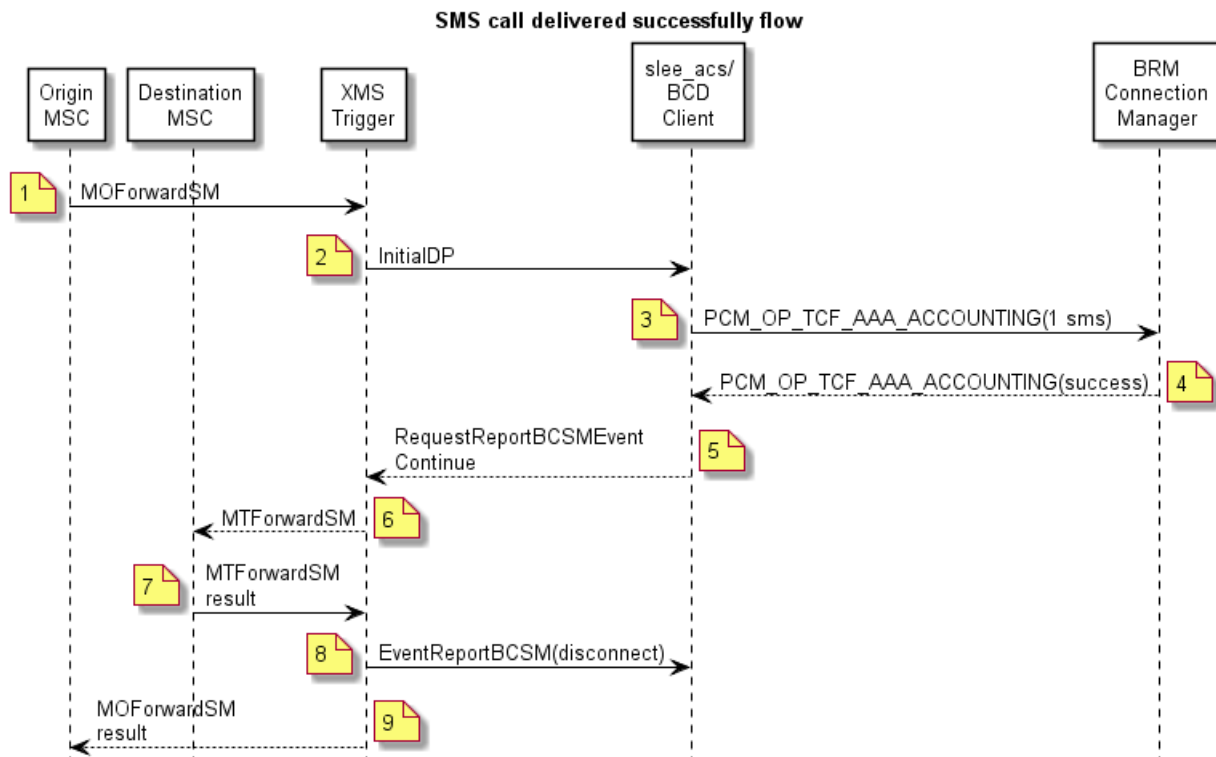 SMS call delivered successfully flow
Origin
MSC
Destination
MSC
XMS
Trigger
slee_acs/
BCD
Client
BRM
Connection
Manager
1
MOForwardSM
2
InitialDP
3
PCM_OP_TCF_AAA_ACCOUNTING(1 sms)
PCM_OP_TCF_AAA_ACCOUNTING(success)
4
RequestReportBCSMEvent
Continue
5
MTForwardSM
6
7
MTForwardSM
result
8
EventReportBCSM(disconnect)
MOForwardSM
result
9